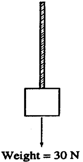 Weight = 30 N